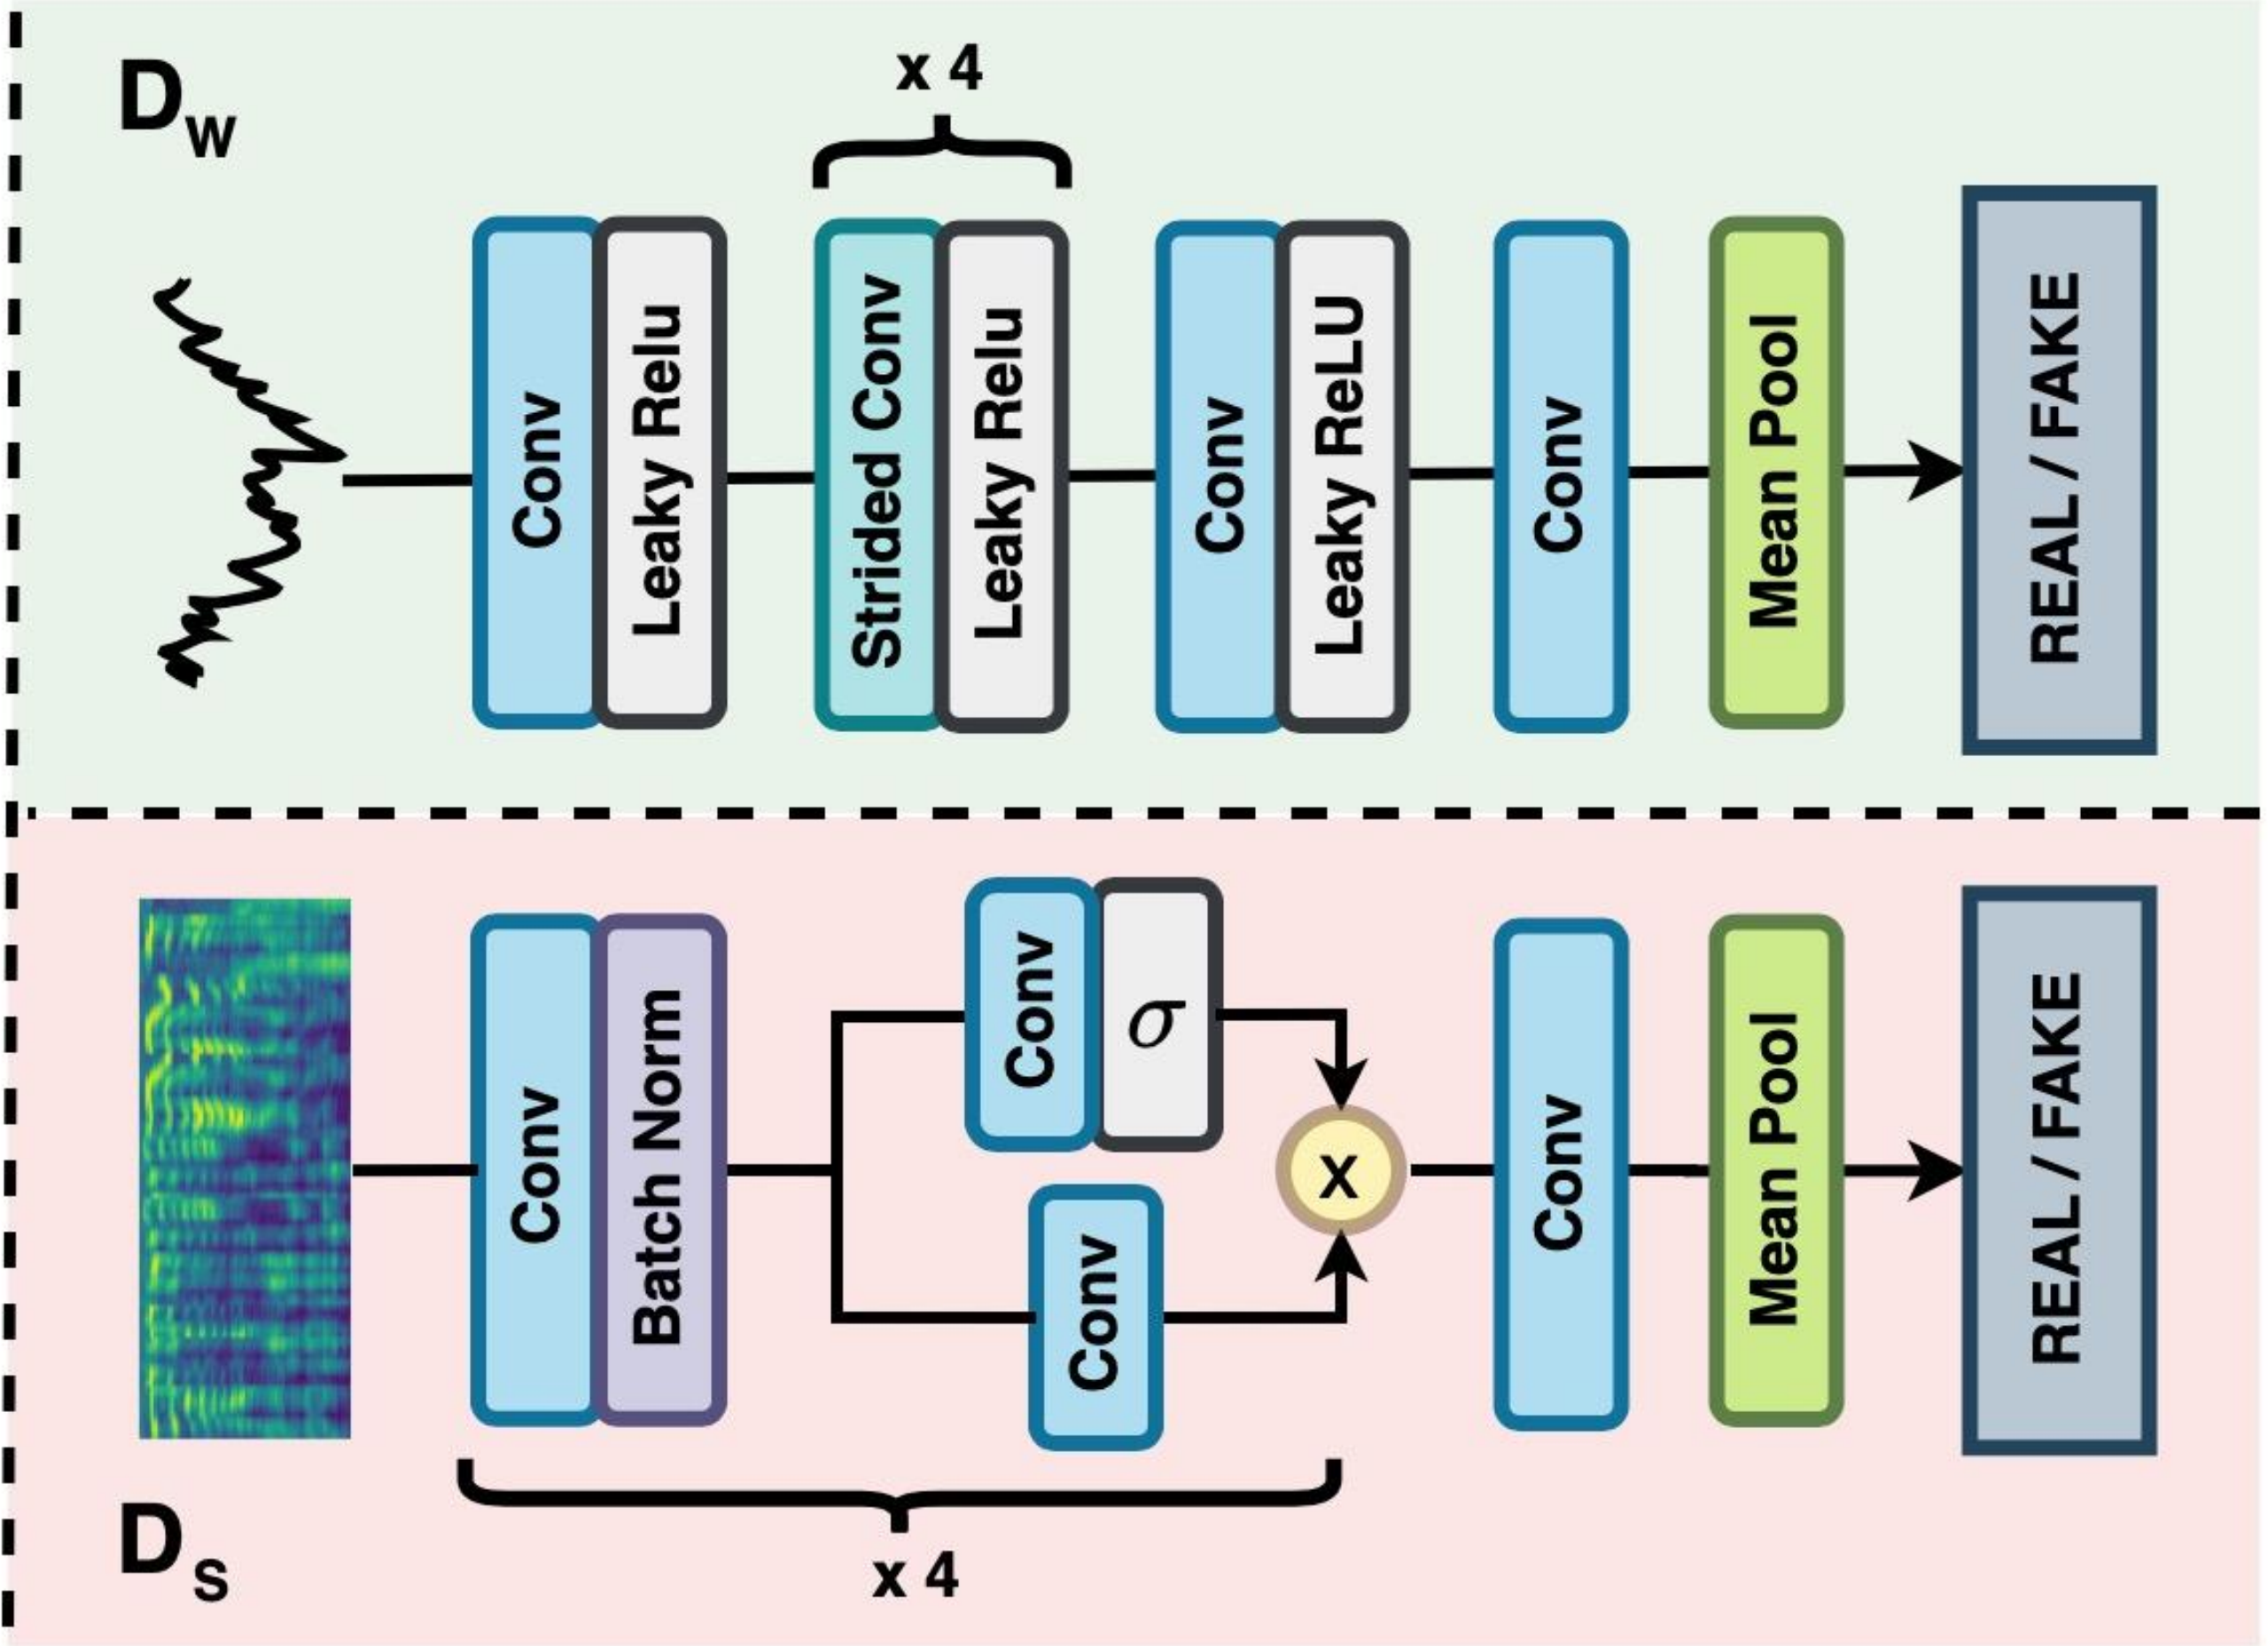 D_W
x 4
Conv
Leaky Relu
Strided Conv
Leaky Relu
Conv
Leaky ReLU
Conv
Mean Pool
REAL / FAKE
Conv
Batch Norm
Conv
σ
Conv
x
Conv
Mean Pool
REAL / FAKE
D_S
x 4